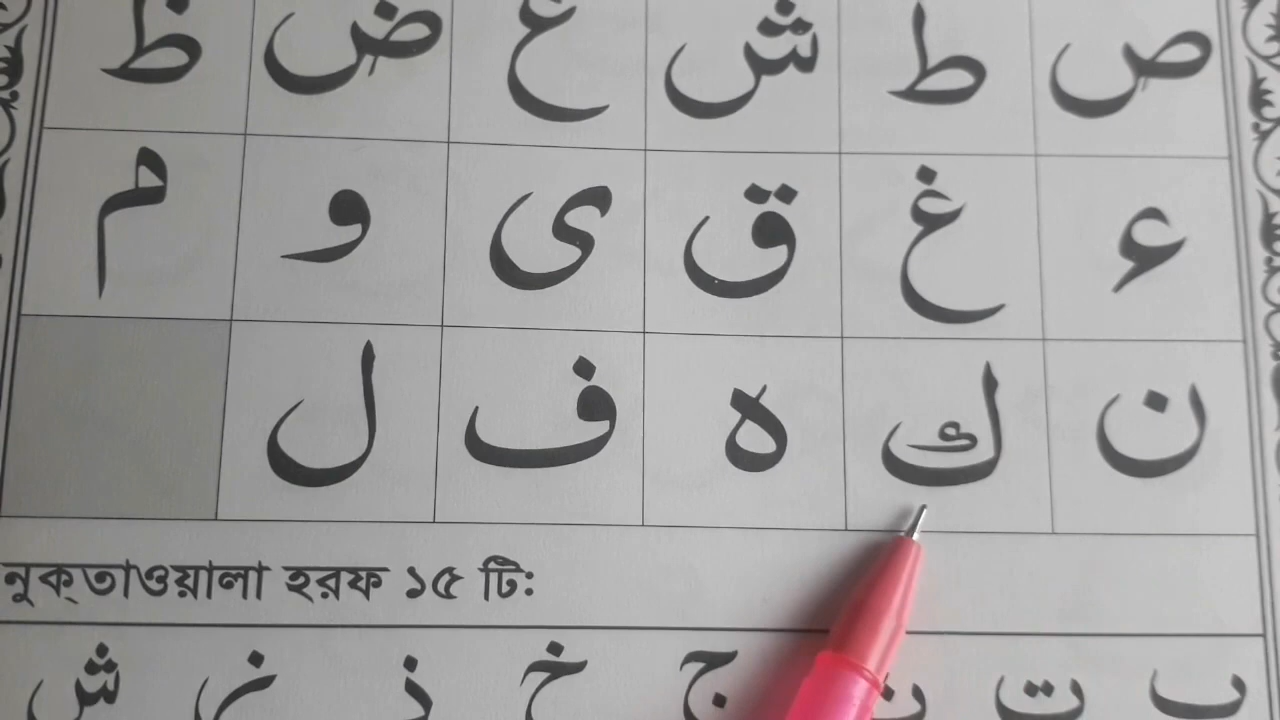 ص ط ش ع ض ظ
ء غ ق ى و م
ن ك ه ف ل
নুক্তাওয়ালা হরফ ১৫ টি:
ت ج خ ز ش